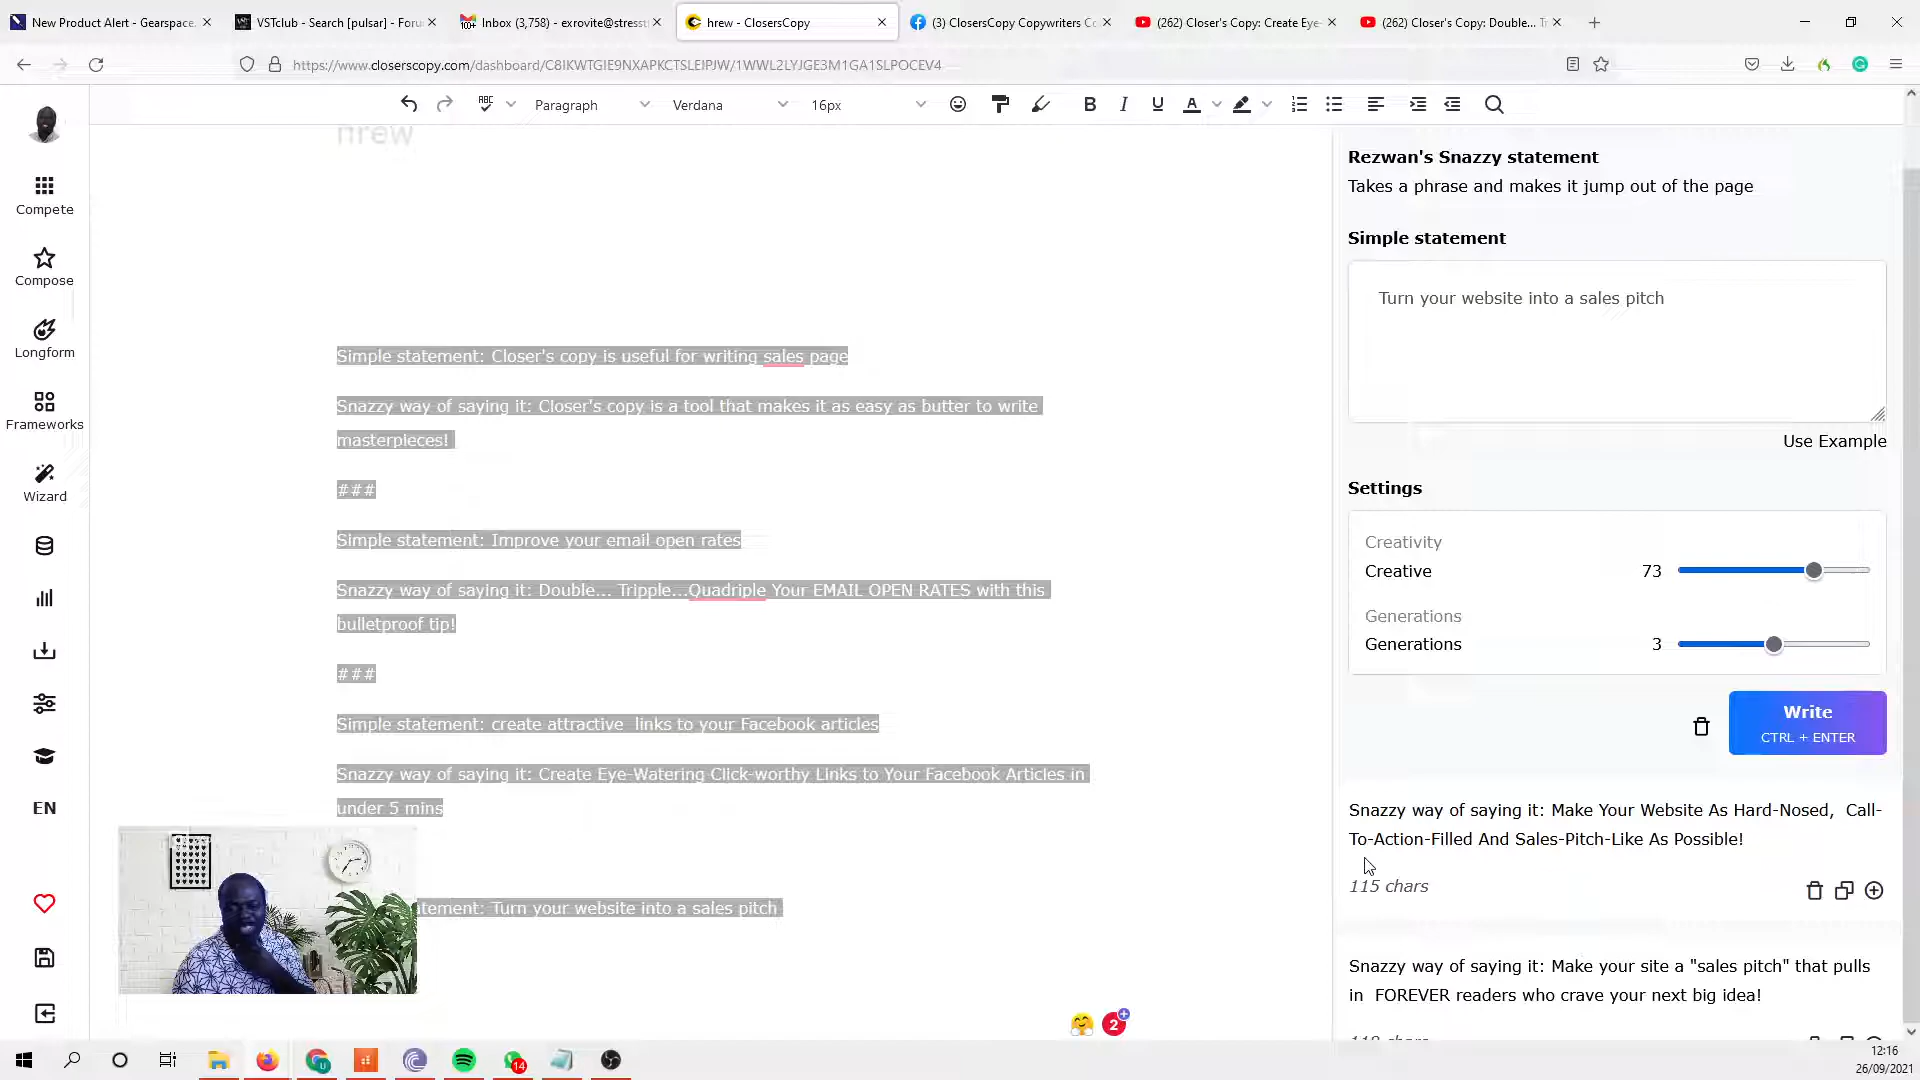 New Product Alert - Gearspace.
VSTclub - Search [pulsar] - Foru
Inbox (3,758) - exrovite@stresst
hrew - ClosersCopy
(3) ClosersCopy Copywriters Co
(262) Closer's Copy: Create Eye-
(262) Closer's Copy: Double... Tr
https://www.closerscopy.com/dashboard/C8IKWTGIE9NXAPKCTSLEJPJW/1WWL2LYJGE3M1GA1SLPOCEV4
ABC
Paragraph
Verdana
16px
B
I
U
A
hrew
Compete
Compose
Longform
Frameworks
Wizard
EN
Simple statement: Closer's copy is useful for writing sales page
Snazzy way of saying it: Closer's copy is a tool that makes it as easy as butter to write
masterpieces!
###
Simple statement: Improve your email open rates
Snazzy way of saying it: Double... Tripple...Quadriple Your EMAIL OPEN RATES with this
bulletproof tip!
###
Simple statement: create attractive links to your Facebook articles
Snazzy way of saying it: Create Eye-Watering Click-worthy Links to Your Facebook Articles in
under 5 mins
tement: Turn your website into a sales pitch
2
Rezwan's Snazzy statement
Takes a phrase and makes it jump out of the page
Simple statement
Turn your website into a sales pitch
Use Example
Settings
Creativity
Creative 73
Generations
Generations 3
Write
CTRL + ENTER
Snazzy way of saying it: Make Your Website As Hard-Nosed, Call-
To-Action-Filled And Sales-Pitch-Like As Possible!
115 chars
Snazzy way of saying it: Make your site a "sales pitch" that pulls
in FOREVER readers who crave your next big idea!
14
12:16
26/09/2021